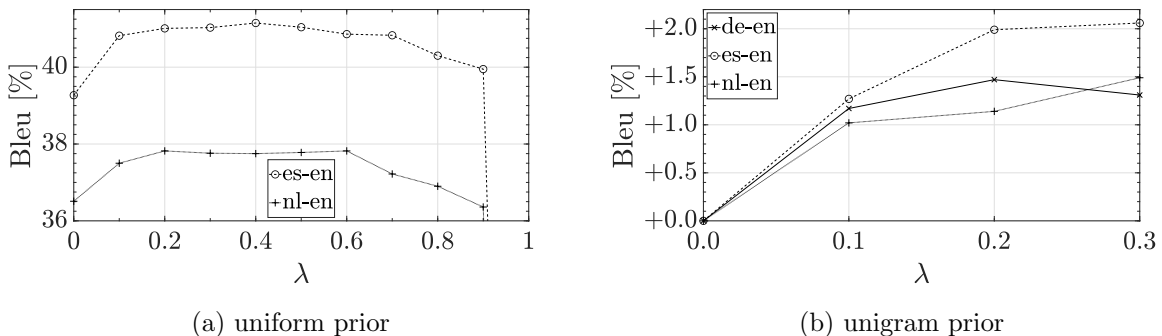 Bleu [%]
40
38
36
0
0.2
0.4
0.6
0.8
1
λ
es-en
nl-en
(a) uniform prior
Bleu [%]
+2.0
+1.5
+1.0
+0.5
+0.0
0.0
0.1
0.2
0.3
λ
de-en
es-en
nl-en
(b) unigram prior